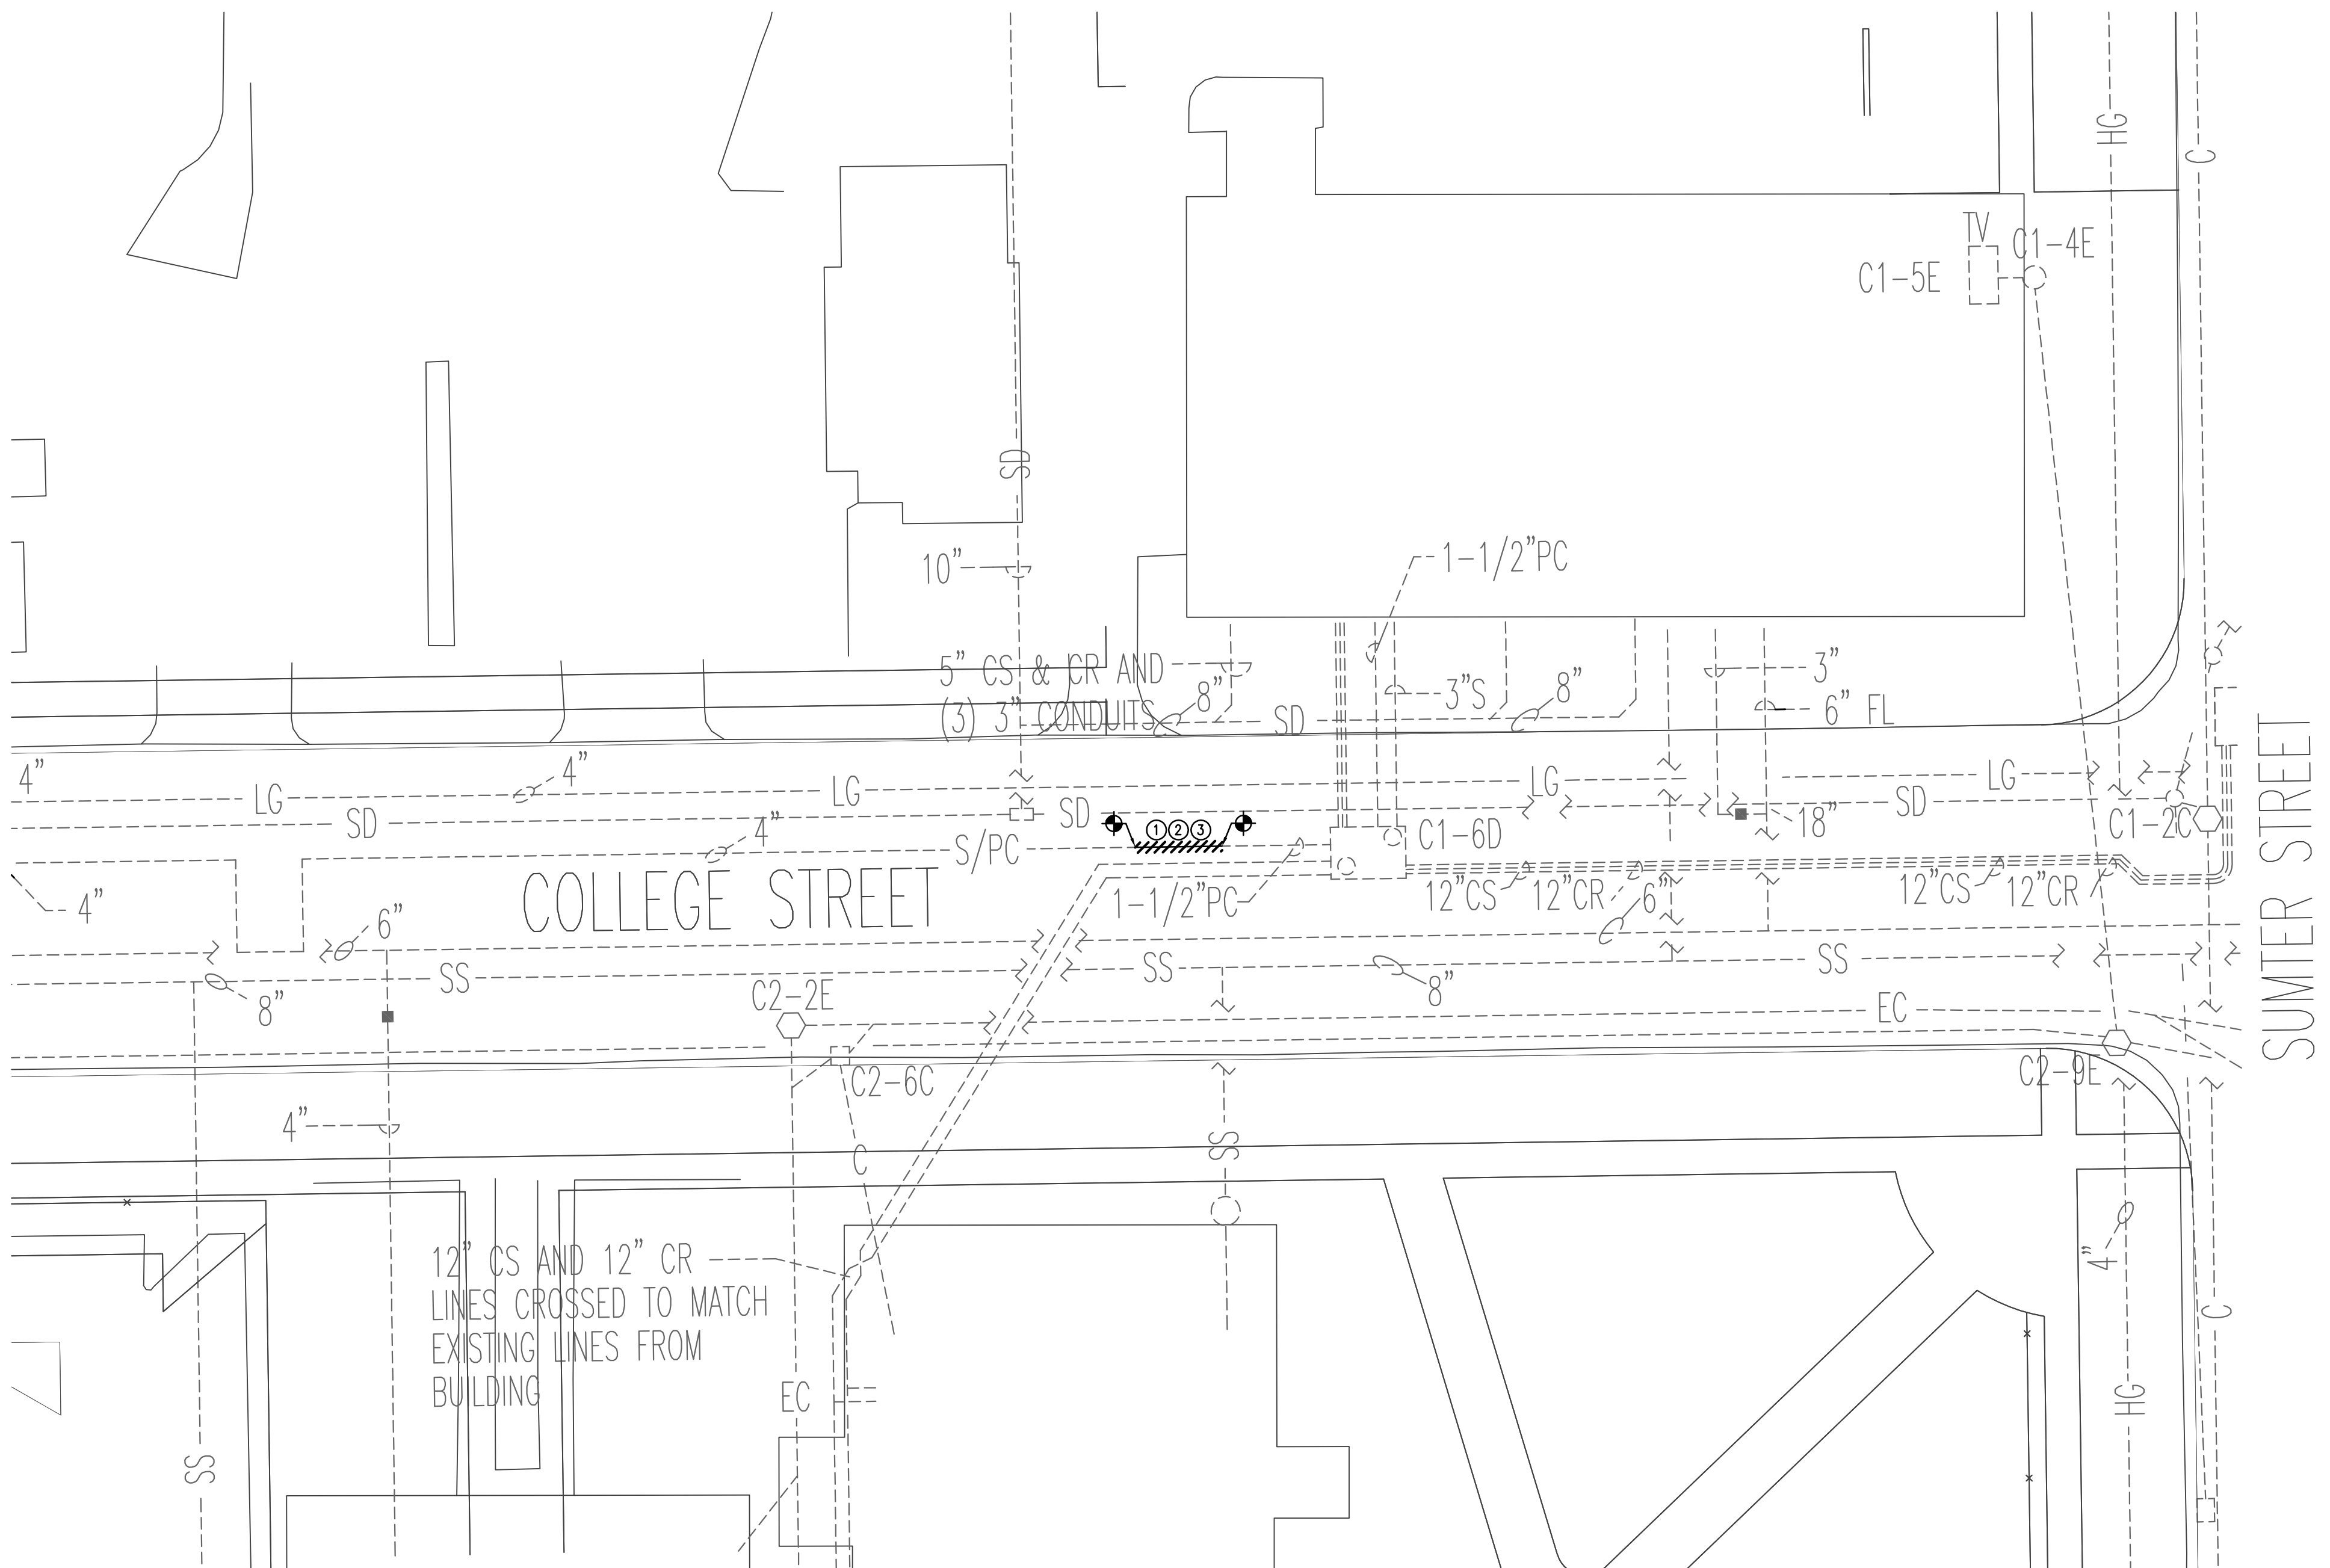 HG
C
TV
C1-4E
C1-5E
SD
10”
1-1/2”PC
5” CS & CR AND
(3) 3” CONDUITS
8”
SD
3”S
8”
3”
6” FL
4”
4”
LG
LG
LG
LG
SD
SD
SD
18”
C1-2C
4”
S/PC
1 2 3
C1-6D
4”
COLLEGE STREET
1-1/2”PC
12”CS
12”CR
6”
12”CS
12”CR
SUMTER STREET
6”
8”
SS
SS
8”
SS
C2-2E
EC
C2-6C
C2-9E
4”
C
SS
12” CS AND 12” CR
LINES CROSSED TO MATCH
EXISTING LINES FROM
BUILDING
4”
C
EC
HG
SS